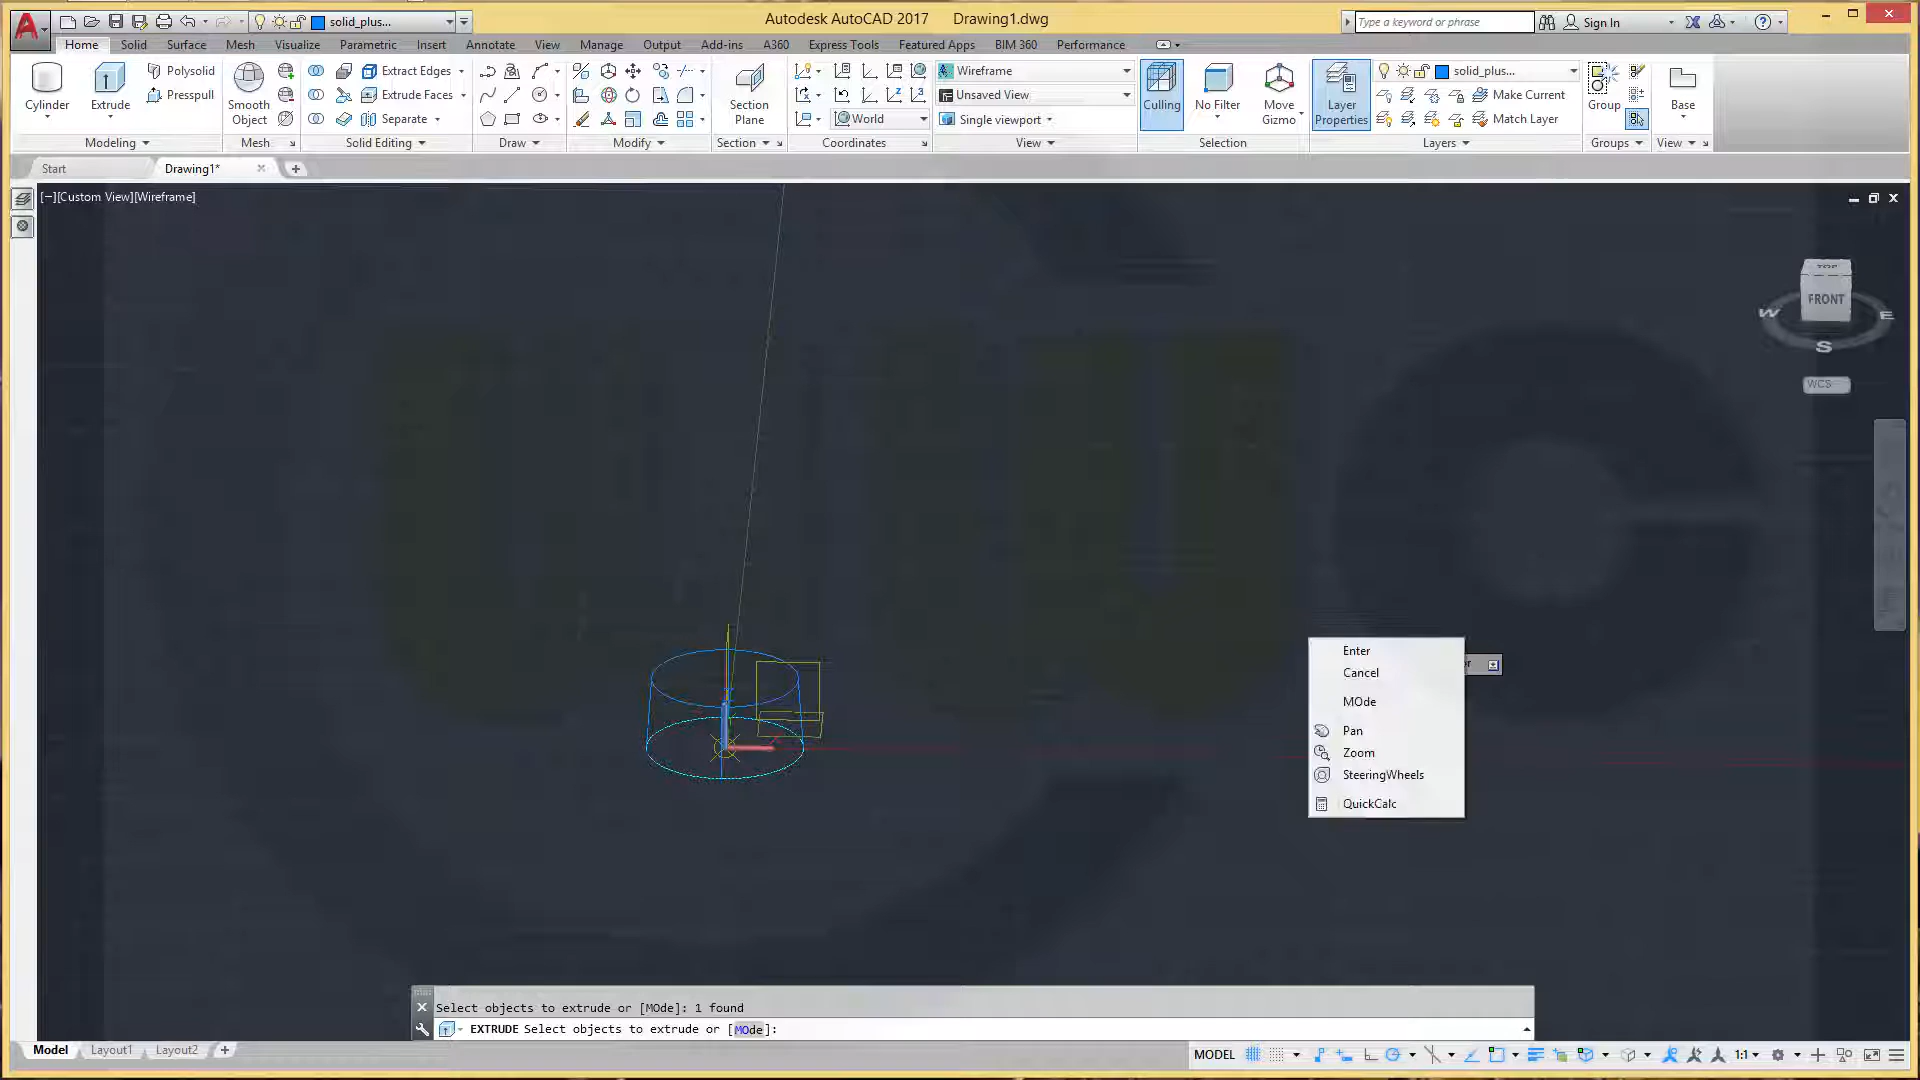 Autodesk AutoCAD 2017 Drawing1.dwg
solid_plus...
Type a keyword or phrase
Sign In
Home Solid Surface Mesh Visualize Parametric Insert Annotate View Manage Output Add-ins A360 Express Tools Featured Apps BIM 360 Performance
Cylinder
Extrude
Polysolid
Presspull
Modeling
Smooth Object
Mesh
Extract Edges
Extrude Faces
Separate
Solid Editing
Draw
Modify
Section Plane
Section
World
Coordinates
Wireframe
Unsaved View
Single viewport
View
Culling
No Filter
Move Gizmo
Selection
Layer Properties
solid_plus...
Make Current
Match Layer
Layers
Group
Groups
Base
View
Start
Drawing1*
[−][Custom View][Wireframe]
TOP
FRONT
W
E
S
WCS
X
Enter
Cancel
MOde
Pan
Zoom
SteeringWheels
QuickCalc
Select objects to extrude or [MOde]: 1 found
EXTRUDE Select objects to extrude or [MOde]:
Model Layout1 Layout2
MODEL
1:1